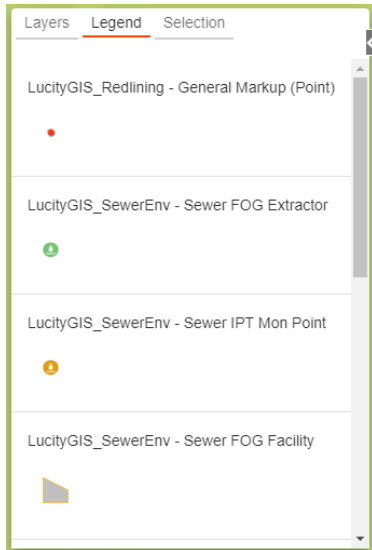 Layers Legend Selection
LucityGIS_Redlining - General Markup (Point)
LucityGIS_SewerEnv - Sewer FOG Extractor
LucityGIS_SewerEnv - Sewer IPT Mon Point
LucityGIS_SewerEnv - Sewer FOG Facility